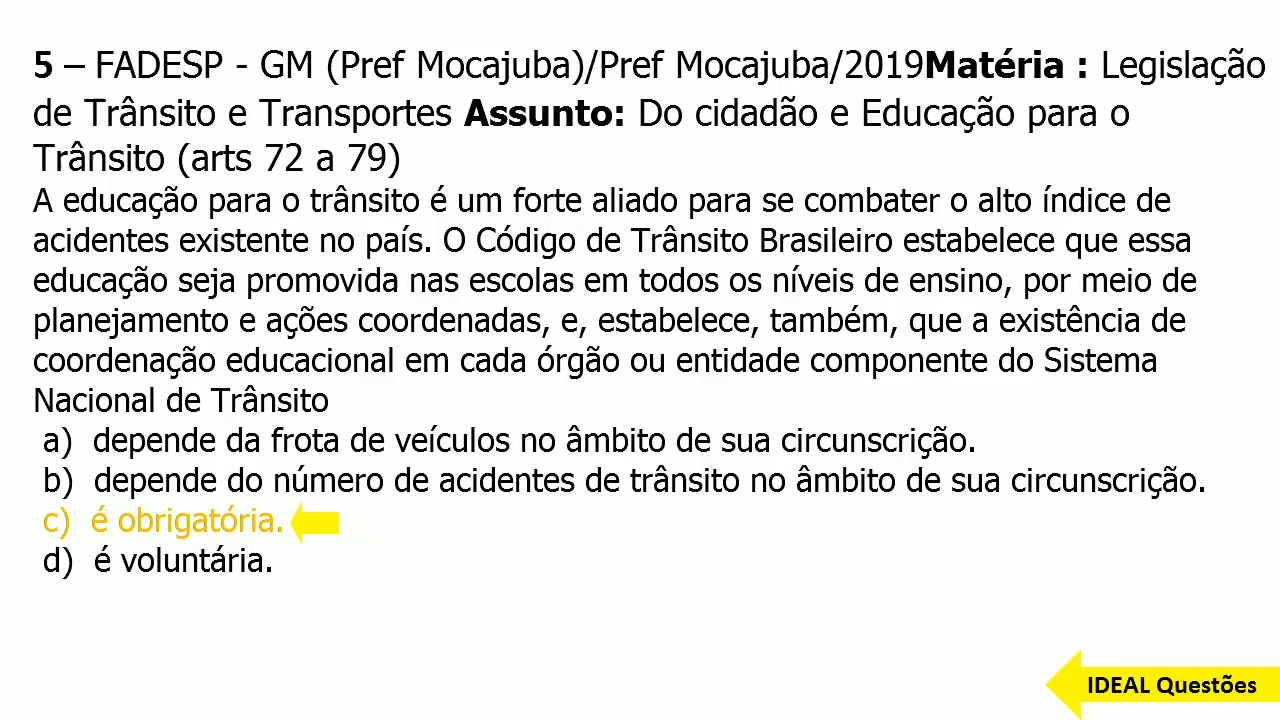 5 – FADESP - GM (Pref Mocajuba)/Pref Mocajuba/2019Matéria : Legislação
de Trânsito e Transportes Assunto: Do cidadão e Educação para o
Trânsito (arts 72 a 79)
A educação para o trânsito é um forte aliado para se combater o alto índice de
acidentes existente no país. O Código de Trânsito Brasileiro estabelece que essa
educação seja promovida nas escolas em todos os níveis de ensino, por meio de
planejamento e ações coordenadas, e, estabelece, também, que a existência de
coordenação educacional em cada órgão ou entidade componente do Sistema
Nacional de Trânsito
a) depende da frota de veículos no âmbito de sua circunscrição.
b) depende do número de acidentes de trânsito no âmbito de sua circunscrição.
c) é obrigatória.
d) é voluntária.
IDEAL Questões